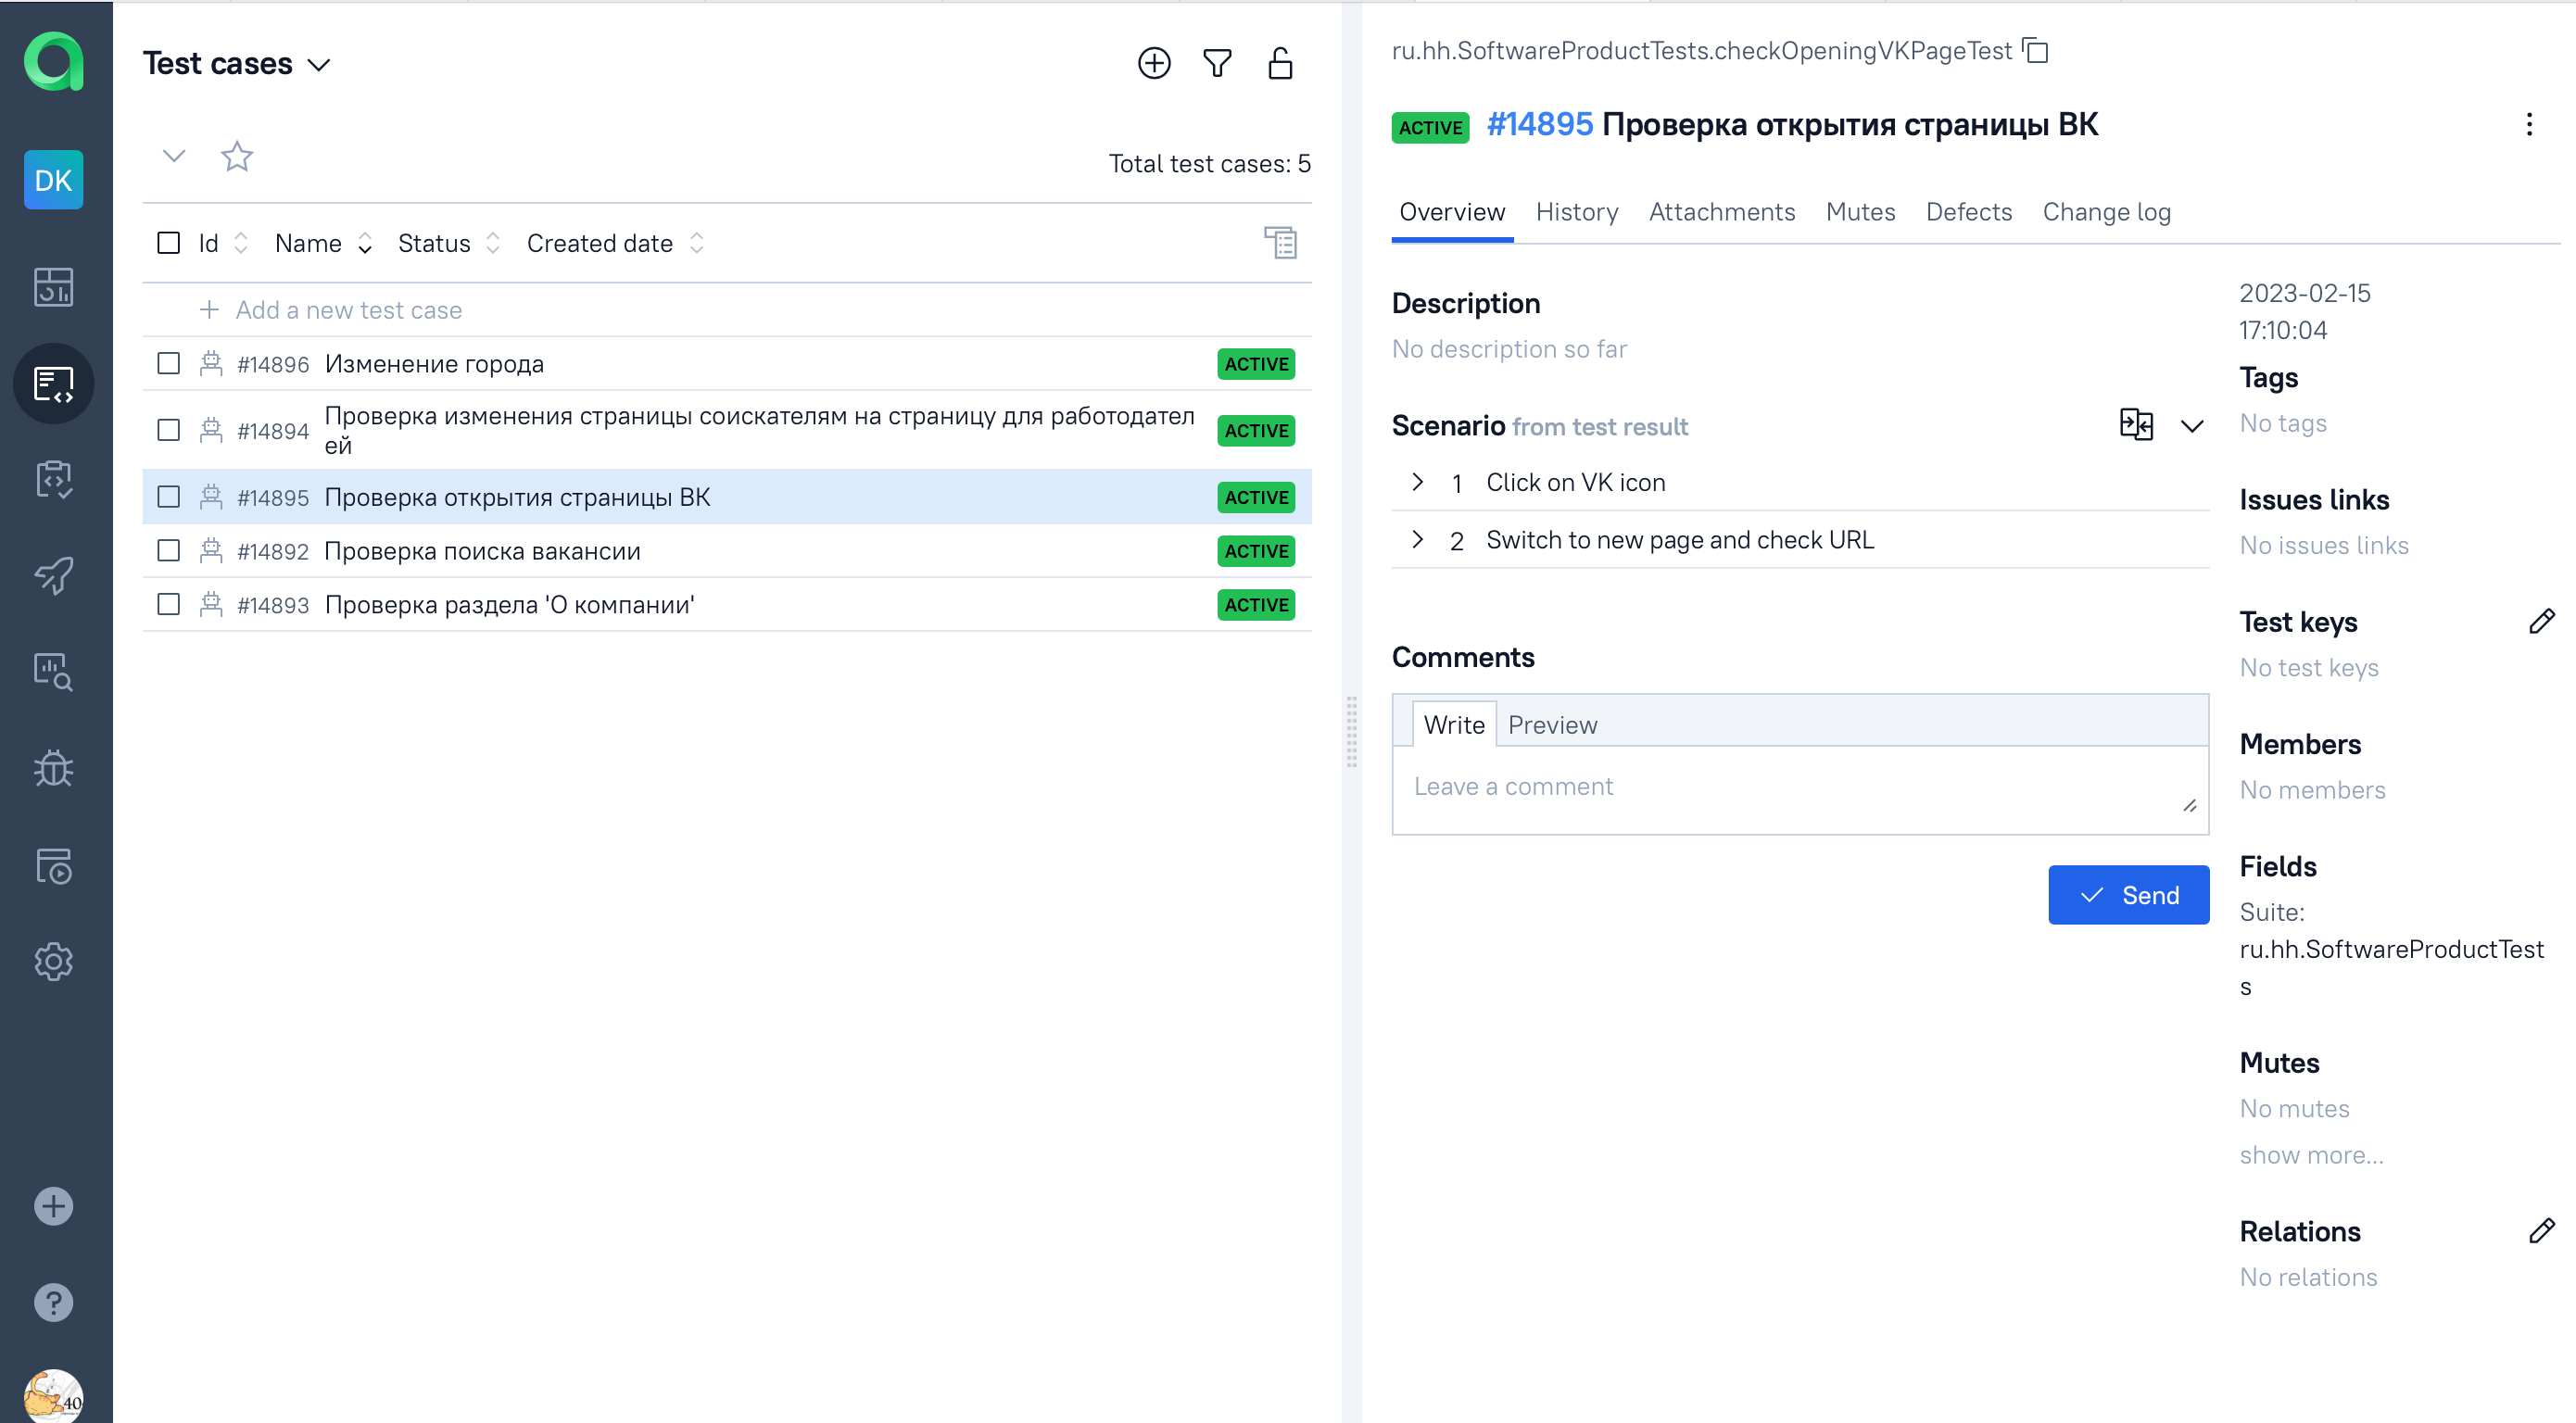 DK
40
Test cases
Total test cases: 5
Id Name Status Created date
Add a new test case
#14896 Изменение города ACTIVE
#14894 Проверка изменения страницы соискателям на страницу для работодател
ей ACTIVE
#14895 Проверка открытия страницы ВК ACTIVE
#14892 Проверка поиска вакансии ACTIVE
#14893 Проверка раздела 'О компании' ACTIVE
ru.hh.SoftwareProductTests.checkOpeningVKPageTest
ACTIVE #14895 Проверка открытия страницы ВК
Overview History Attachments Mutes Defects Change log
Description
No description so far
Scenario from test result
1 Click on VK icon
2 Switch to new page and check URL
Comments
Write Preview
Leave a comment
Send
2023-02-15
17:10:04
Tags
No tags
Issues links
No issues links
Test keys
No test keys
Members
No members
Fields
Suite:
ru.hh.SoftwareProductTest
s
Mutes
No mutes
show more...
Relations
No relations